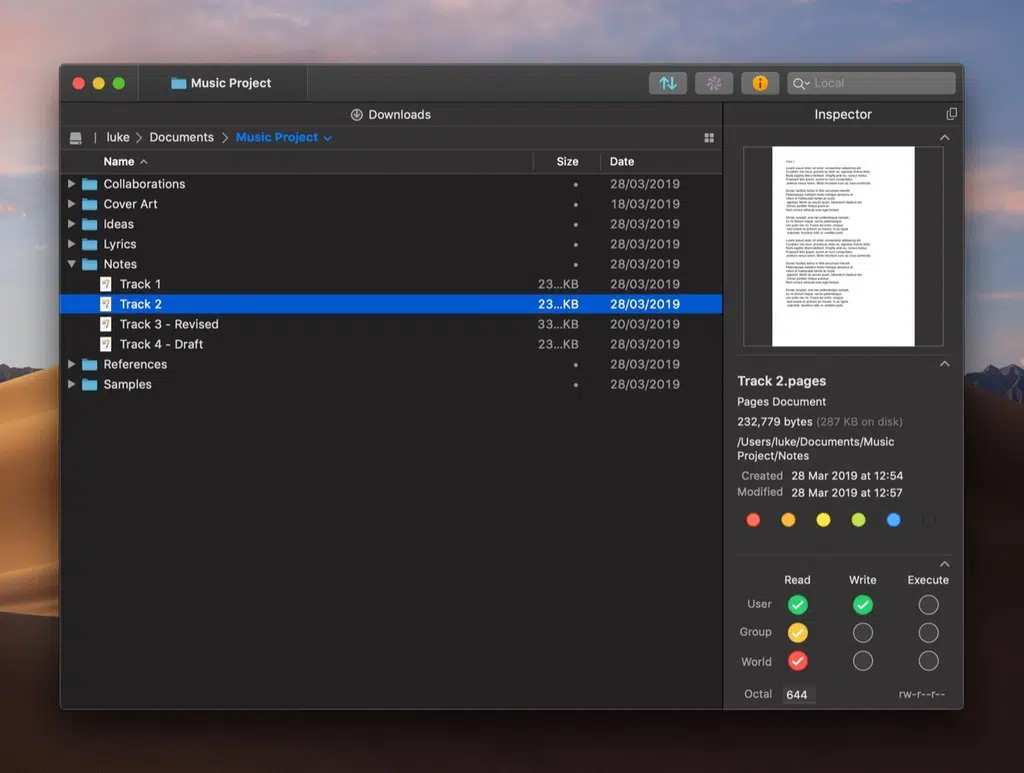 Music Project
Local
Downloads
luke Documents Music Project
Name Size Date
Collaborations • 28/03/2019
Cover Art • 18/03/2019
Ideas • 28/03/2019
Lyrics • 28/03/2019
Notes • 28/03/2019
Track 1 23...KB 28/03/2019
Track 2 23...KB 28/03/2019
Track 3 - Revised 33...KB 20/03/2019
Track 4 - Draft 23...KB 28/03/2019
References • 28/03/2019
Samples • 28/03/2019
Inspector
Track 2.pages
Pages Document
232,779 bytes (287 KB on disk)
/Users/luke/Documents/Music
Project/Notes
Created 28 Mar 2019 at 12:54
Modified 28 Mar 2019 at 12:57
Read Write Execute
User
Group
World
Octal 644 rw-r--r--